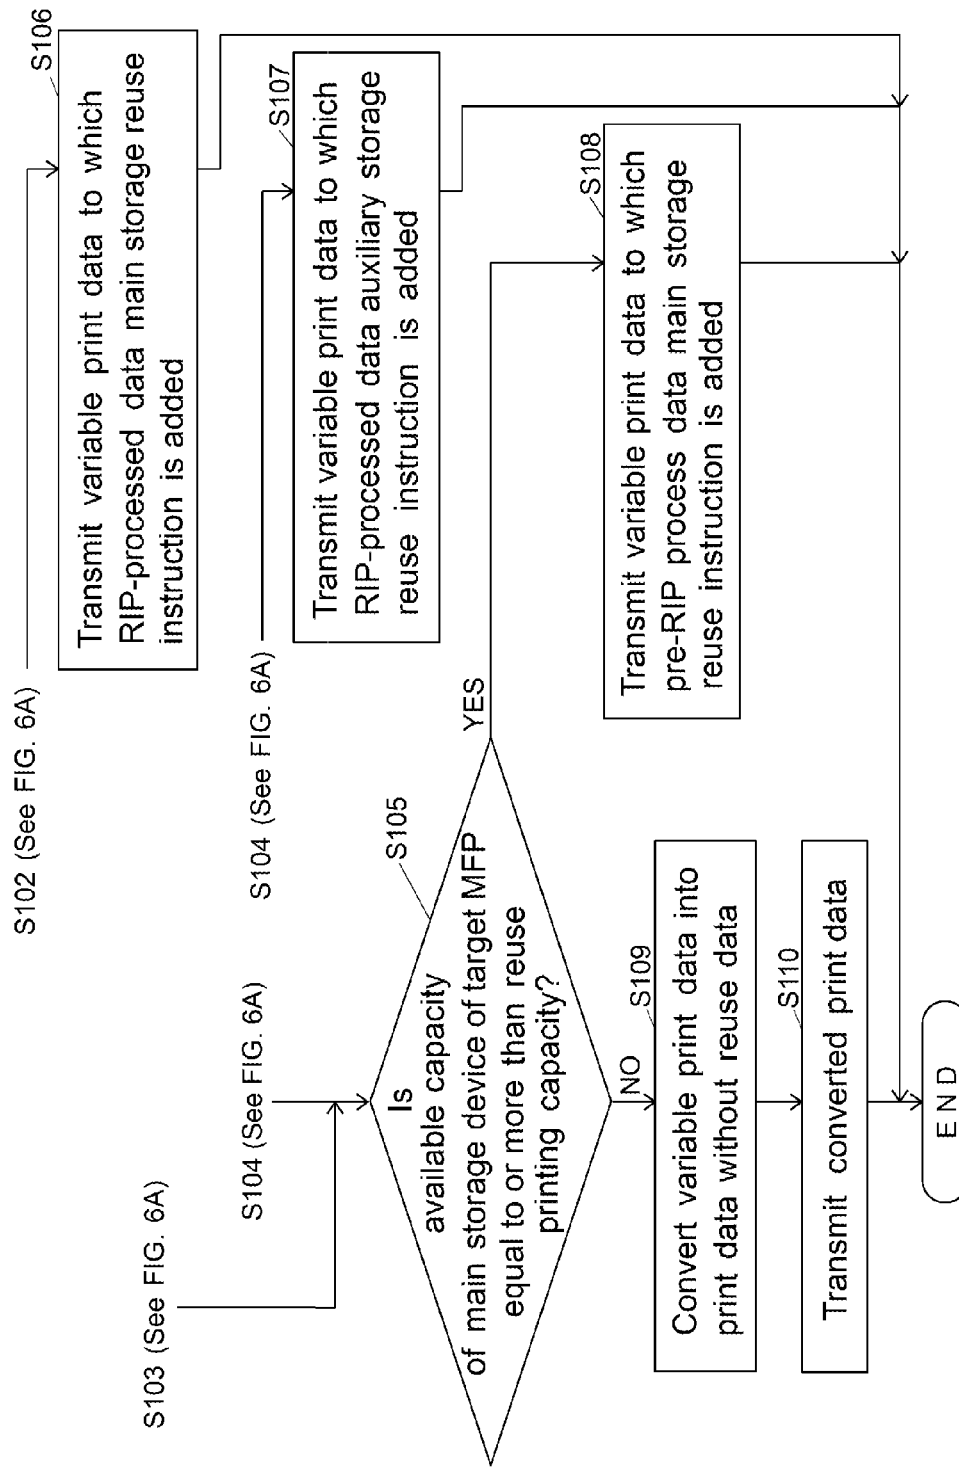 S102 (See FIG. 6A)
S106
Transmit variable print data to which
RIP-processed data main storage reuse
instruction is added
S104 (See FIG. 6A)
S107
Transmit variable print data to which
RIP-processed data auxiliary storage
reuse instruction is added
S103 (See FIG. 6A)
S104 (See FIG. 6A)
S105
Is
available capacity
of main storage device of target MFP
equal to or more than reuse
printing capacity?
YES
S108
Transmit variable print data to which
pre-RIP process data main storage
reuse instruction is added
NO
S109
Convert variable print data into
print data without reuse data
S110
Transmit converted print data
END